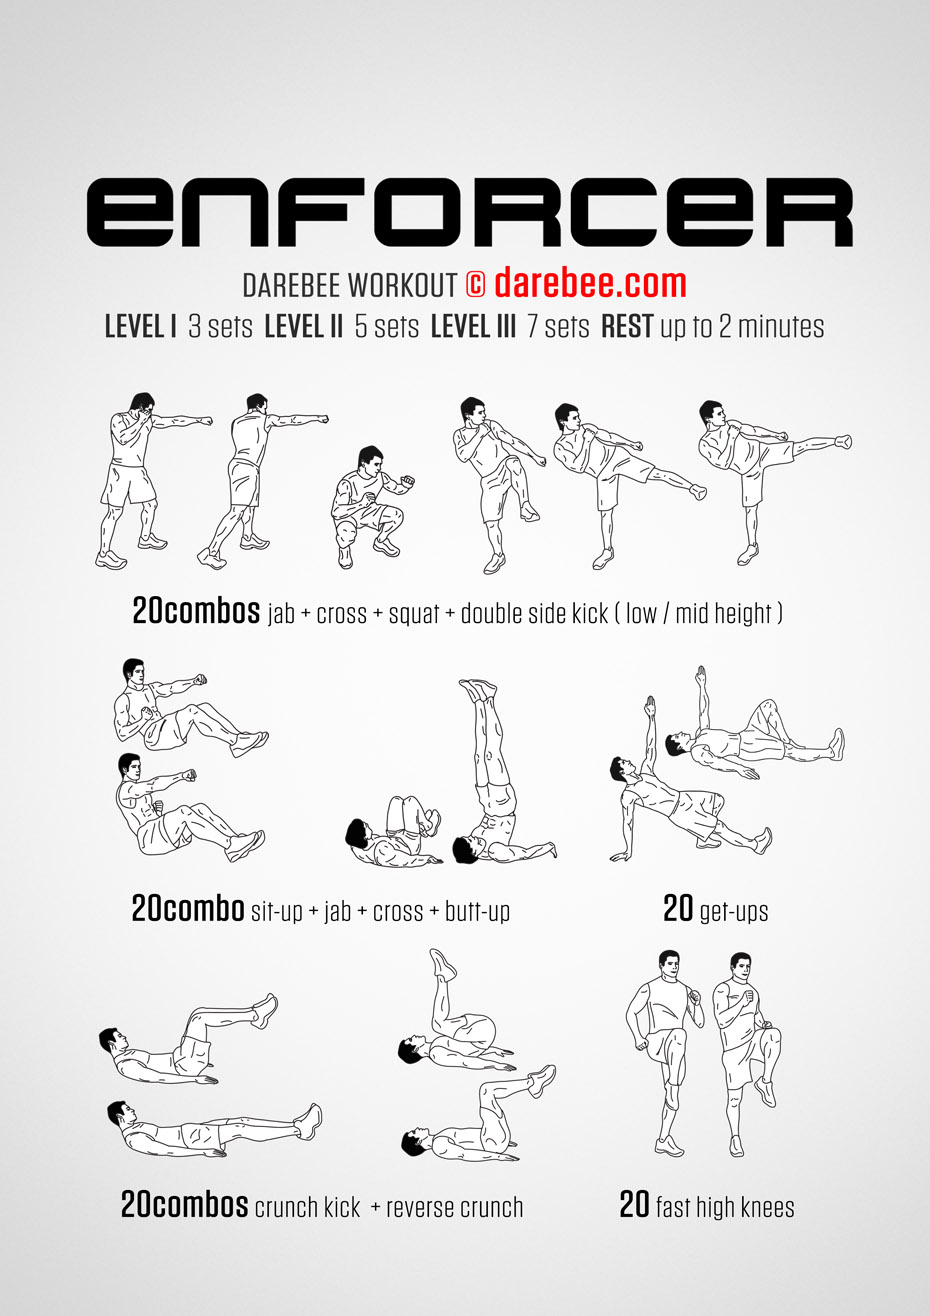 enforcer
DAREBEE WORKOUT © darebee.com
LEVEL I 3 sets LEVEL II 5 sets LEVEL III 7 sets REST up to 2 minutes
20combos jab + cross + squat + double side kick ( low / mid height )
20combo sit-up + jab + cross + butt-up
20 get-ups
20combos crunch kick + reverse crunch
20 fast high knees